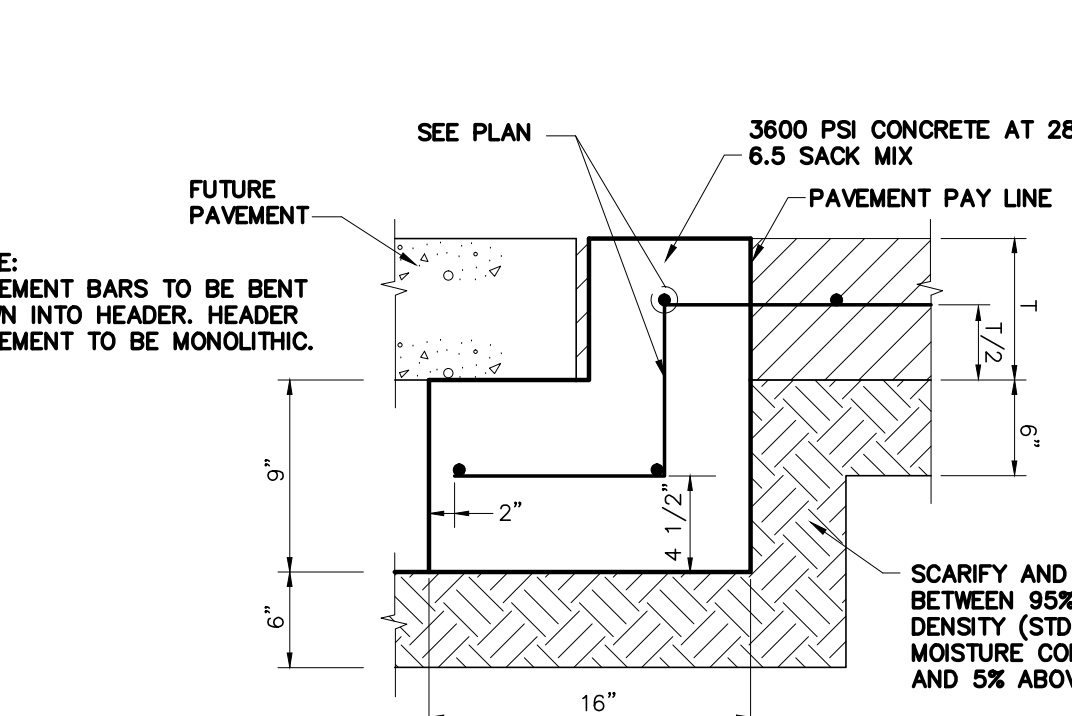 SEE PLAN
3600 PSI CONCRETE AT 28
6.5 SACK MIX
FUTURE
PAVEMENT
PAVEMENT PAY LINE
E:
EMENT BARS TO BE BENT
N INTO HEADER. HEADER
EMENT TO BE MONOLITHIC.
T
T/2
6"
9"
2"
4 1/2"
6"
16"
SCARIFY AND
BETWEEN 95%
DENSITY (STD
MOISTURE CO
AND 5% ABOV